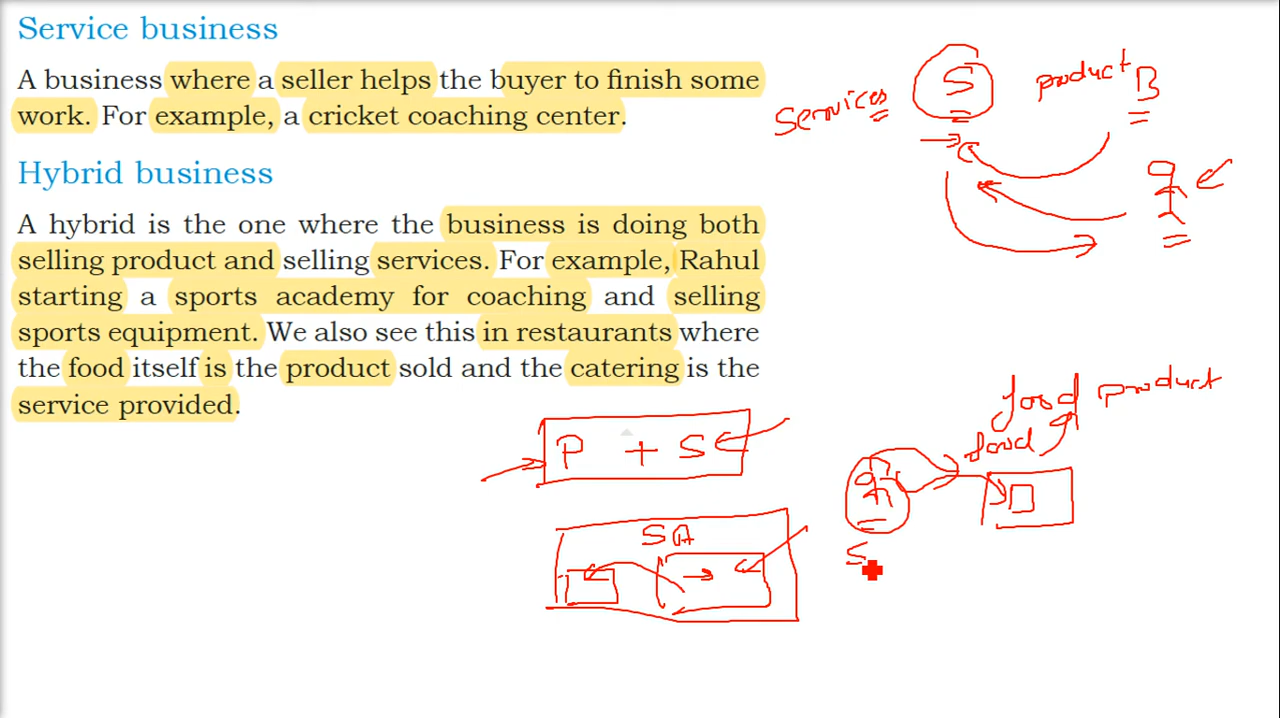 Service business
A business where a seller helps the buyer to finish some
work. For example, a cricket coaching center.
Hybrid business
A hybrid is the one where the business is doing both
selling product and selling services. For example, Rahul
starting a sports academy for coaching and selling
sports equipment. We also see this in restaurants where
the food itself is the product sold and the catering is the
service provided.
Services S product B
P + S
SA
food product
food
S